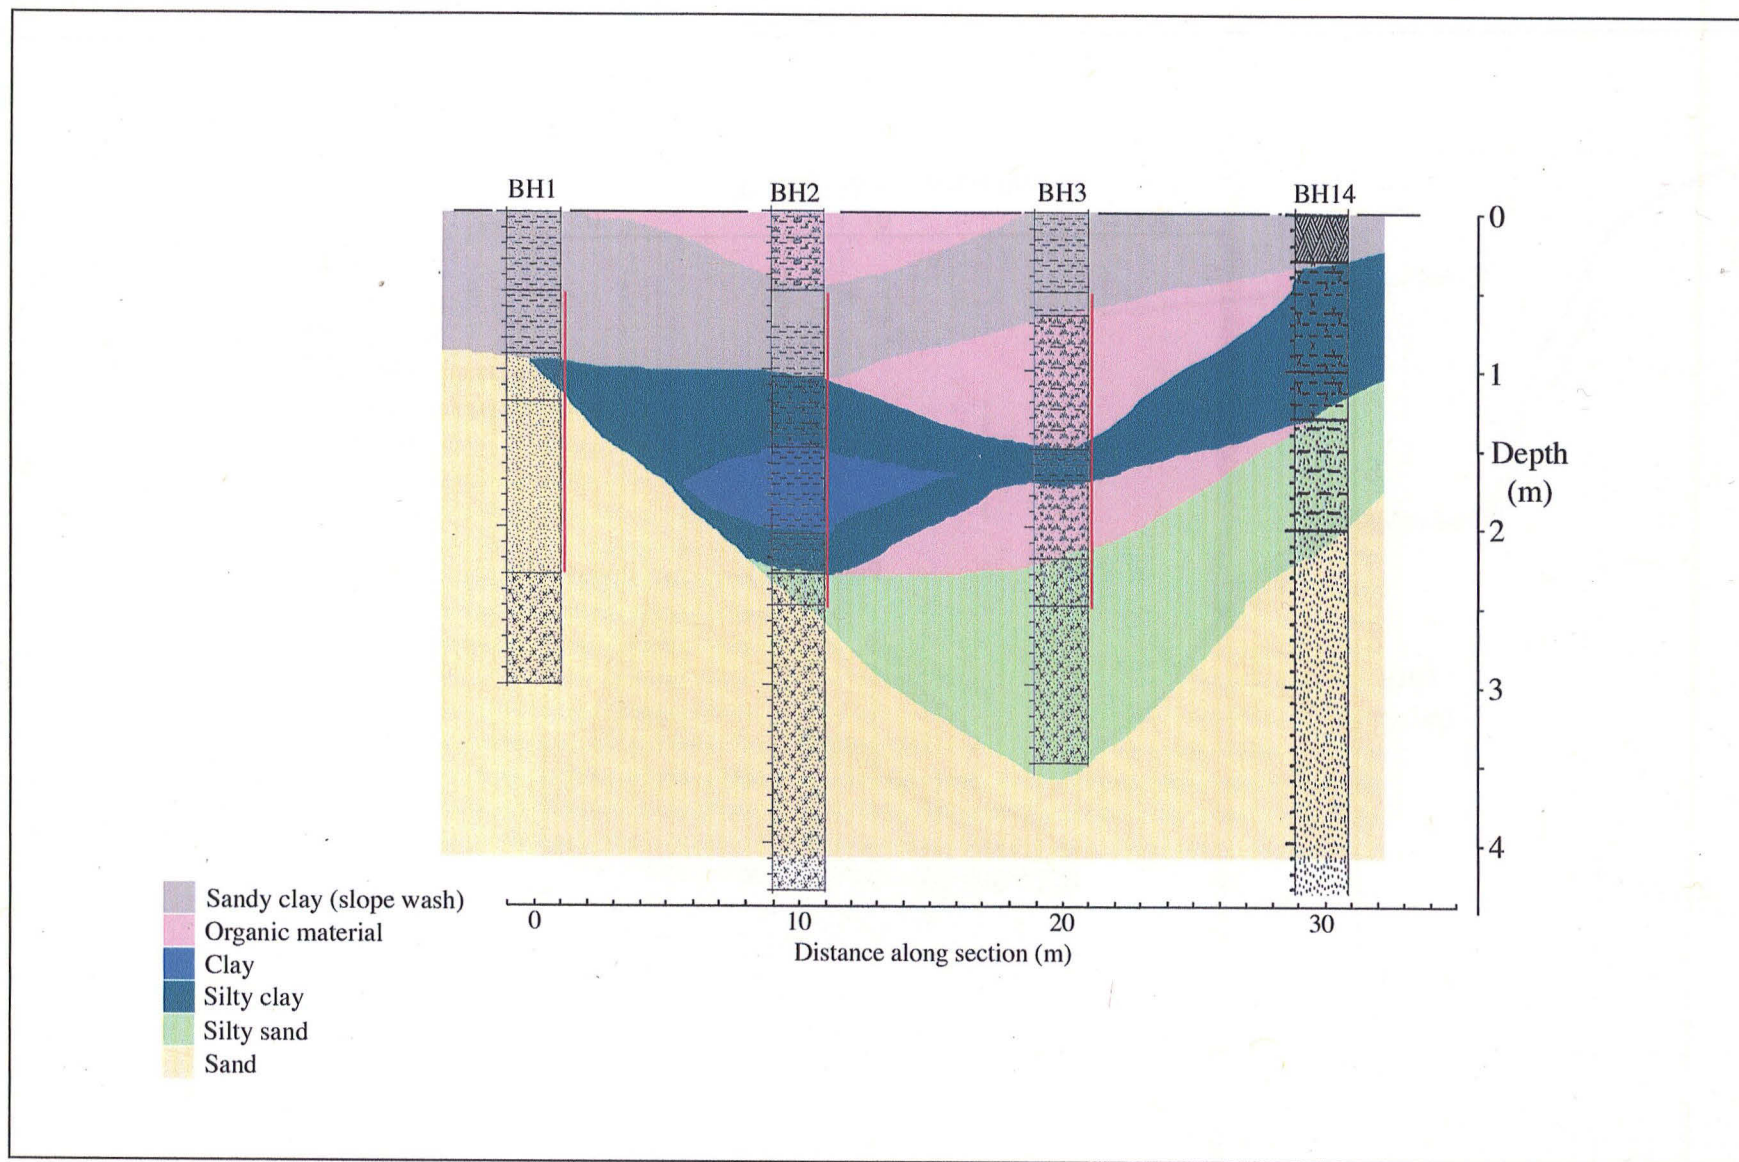 BH1 BH2 BH3 BH14
0
1
Depth
(m)
2
3
4
0 10 20 30
Distance along section (m)
Sandy clay (slope wash)
Organic material
Clay
Silty clay
Silty sand
Sand